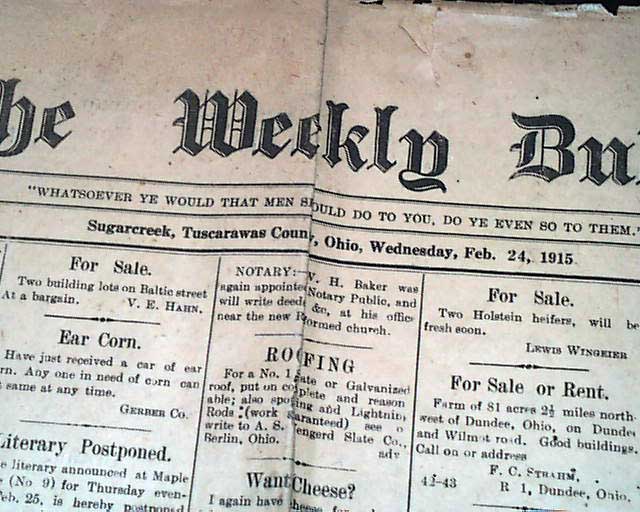 The Weekly Bu
"WHATSOEVER YE WOULD THAT MEN SHOULD DO TO YOU, DO YE EVEN SO TO THEM."
Sugarcreek, Tuscarawas County, Ohio, Wednesday, Feb. 24, 1915
For Sale.
Two building lots on Baltic street
At a bargain. V. E. HAHN,
Ear Corn.
Have just received a car of ear
rn. Any one in need of corn can
same at any time.
GERBER CO.
Literary Postponed.
e literary announced at Maple
(No 9) for Thursday even-
Feb. 25, is hereby postponed
NOTARY:— V. H. Baker was
again appointed Notary Public, and
will write deeds &c, at his office
near the new Reformed church.
ROOFING
For a No. 1 Slate or Galvanized
roof, put on complete and reason
able; also spouting and Lightning
Rods (work guaranteed) see o
write to A. S. engerd Slate Co.,
Berlin, Ohio. adv
Want Cheese?
I again have cheese for
For Sale.
Two Holstein heifers, will be
fresh soon.
LEWIS WINGEIER
For Sale or Rent.
Farm of 81 acres 2½ miles north
west of Dundee, Ohio, on Dundee
and Wilmot road. Good buildings.
Call on or address
F. C. STRAHM,
4t-43 R 1, Dundee, Ohio.